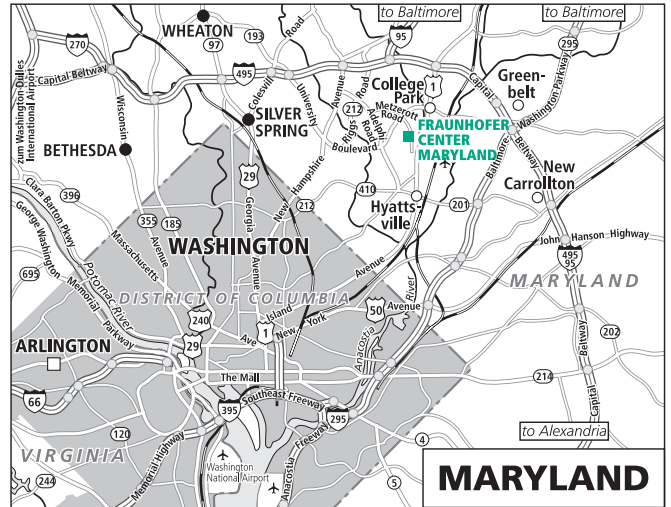 to Baltimore
to Baltimore
WHEATON
97
193
Road
95
295
270
Capital-Beltway
495
Colesville
University
Avenue
Road
212
College
Park
1
Capital
Green-
belt
Baltimore-Washington-Parkway
zum Washington-Dulles
International Airport
Wisconsin
SILVER
SPRING
Metzerott
Road
Adelphi
Road
Riggs
Boulevard
FRAUNHOFER
CENTER
MARYLAND
Beltway
BETHESDA
New Hampshire
29
410
New
Carrollton
Clara Barton Pkwy
396
George Washington
Memorial
Parkway
355
185
Avenue
Massachusetts
Georgia
Avenue
212
Hyatts-
ville
201
WASHINGTON
Avenue
John Hanson Highway
495
95
695
Potomac-River
DISTRICT OF COLUMBIA
MARYLAND
River
Anacostia
240
29
Ave
1
Island
New York
50
Avenue
202
ARLINGTON
The Mall
214
Beltway
Capital
66
395
Southeast Freeway
295
to Alexandria
120
Memorial-Highway
Anacostia
Freeway
4
VIRGINIA
Washington
National Airport
244
5
MARYLAND